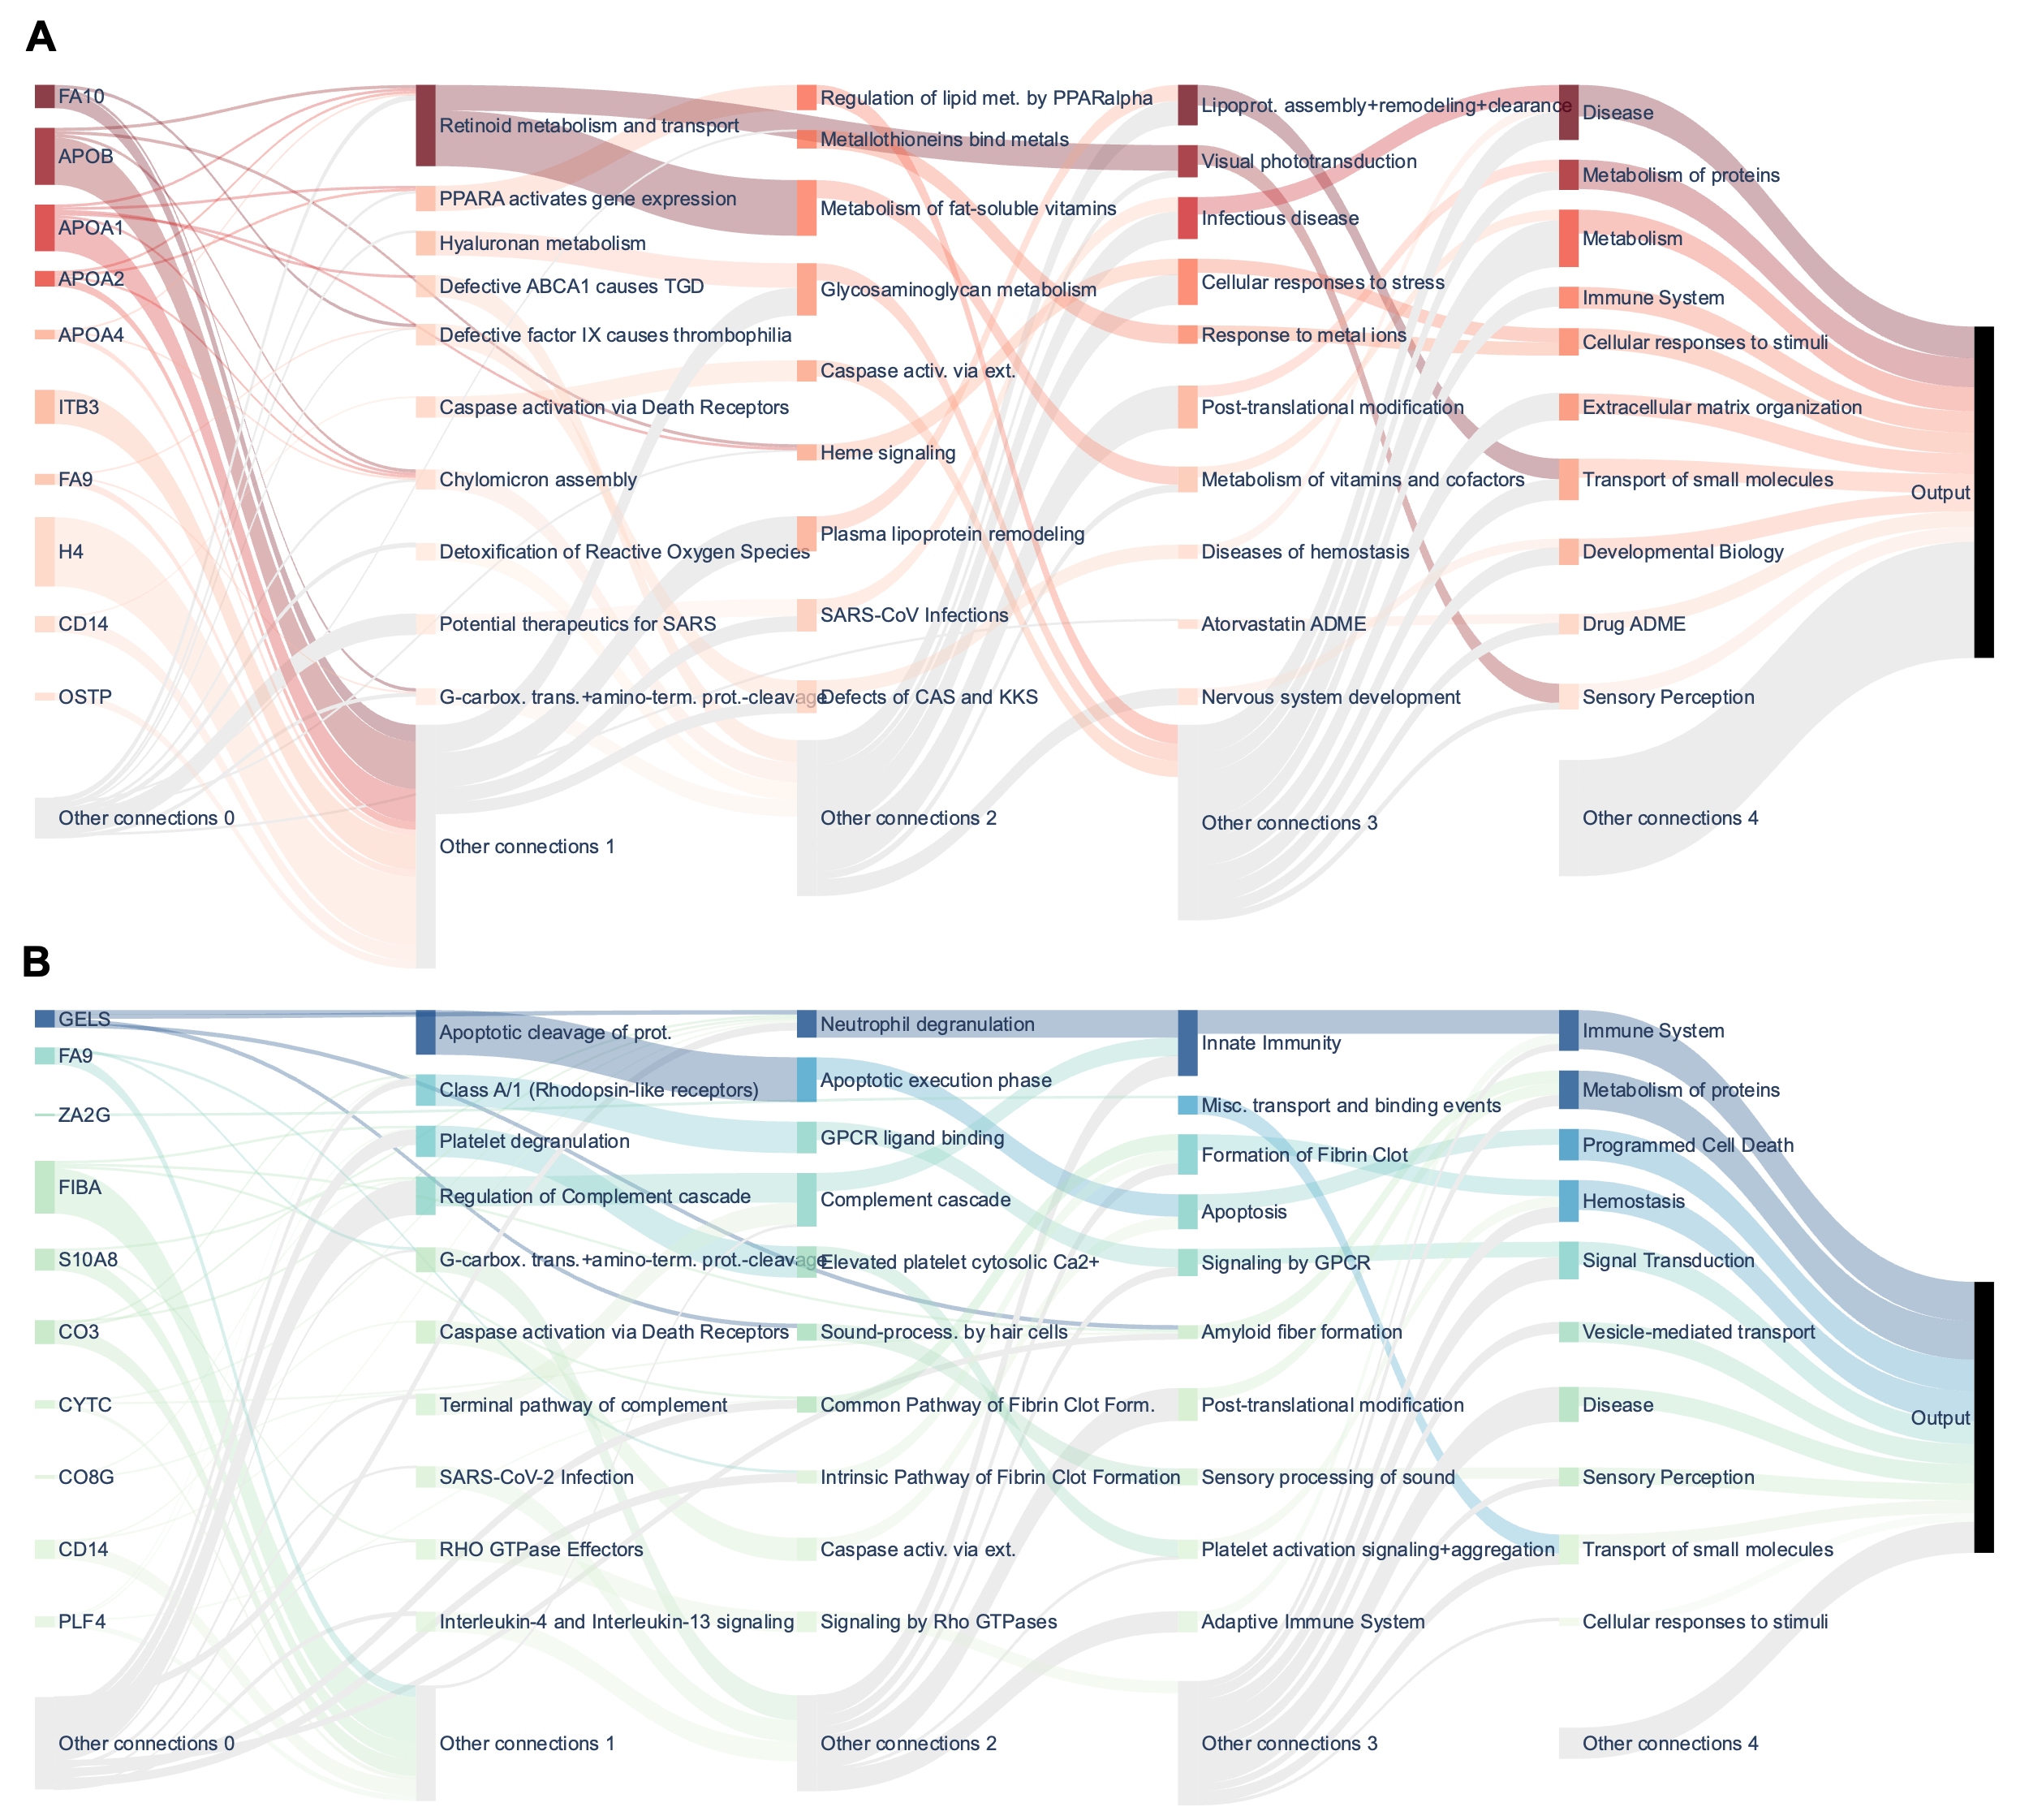 A
FA10
APOB
APOA1
APOA2
APOA4
ITB3
FA9
H4
CD14
OSTP
Other connections 0
Retinoid metabolism and transport
PPARA activates gene expression
Hyaluronan metabolism
Defective ABCA1 causes TGD
Defective factor IX causes thrombophilia
Caspase activation via Death Receptors
Chylomicron assembly
Detoxification of Reactive Oxygen Species
Potential therapeutics for SARS
G-carbox. trans.+amino-term. prot.-cleavage
Other connections 1
Regulation of lipid met. by PPARalpha
Metallothioneins bind metals
Metabolism of fat-soluble vitamins
Glycosaminoglycan metabolism
Caspase activ. via ext.
Heme signaling
Plasma lipoprotein remodeling
SARS-CoV Infections
Defects of CAS and KKS
Other connections 2
Lipoprot. assembly+remodeling+clearance
Visual phototransduction
Infectious disease
Cellular responses to stress
Response to metal ions
Post-translational modification
Metabolism of vitamins and cofactors
Diseases of hemostasis
Atorvastatin ADME
Nervous system development
Other connections 3
Disease
Metabolism of proteins
Metabolism
Immune System
Cellular responses to stimuli
Extracellular matrix organization
Transport of small molecules
Developmental Biology
Drug ADME
Sensory Perception
Other connections 4
Output
B
GELS
FA9
ZA2G
FIBA
S10A8
CO3
CYTC
CO8G
CD14
PLF4
Other connections 0
Apoptotic cleavage of prot.
Class A/1 (Rhodopsin-like receptors)
Platelet degranulation
Regulation of Complement cascade
G-carbox. trans.+amino-term. prot.-cleavage
Caspase activation via Death Receptors
Terminal pathway of complement
SARS-CoV-2 Infection
RHO GTPase Effectors
Interleukin-4 and Interleukin-13 signaling
Other connections 1
Neutrophil degranulation
Apoptotic execution phase
GPCR ligand binding
Complement cascade
Elevated platelet cytosolic Ca2+
Sound-process. by hair cells
Common Pathway of Fibrin Clot Form.
Intrinsic Pathway of Fibrin Clot Formation
Caspase activ. via ext.
Signaling by Rho GTPases
Other connections 2
Innate Immunity
Misc. transport and binding events
Formation of Fibrin Clot
Apoptosis
Signaling by GPCR
Amyloid fiber formation
Post-translational modification
Sensory processing of sound
Platelet activation signaling+aggregation
Adaptive Immune System
Other connections 3
Immune System
Metabolism of proteins
Programmed Cell Death
Hemostasis
Signal Transduction
Vesicle-mediated transport
Disease
Sensory Perception
Transport of small molecules
Cellular responses to stimuli
Other connections 4
Output